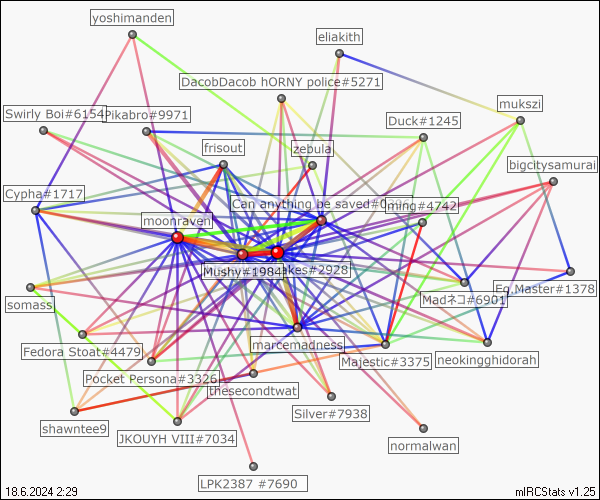 yoshimanden
eliakith
DacobDacob hORNY police#5271
mukszi
Swirly Boi#6154
Pikabro#9971
Duck#1245
frisout
zebula
bigcitysamurai
Cypha#1717
Can anything be saved#0
ming#4742
moonraven
Mushy#1984
akes#2928
Eg.Master#1378
somass
Madネコ#6901
marcemadness
Fedora Stoat#4479
Majestic#3375
neokingghidorah
Pocket Persona#3326
thesecondtwat
Silver#7938
shawntee9
JKOUYH VIII#7034
normalwan
LPK2387 #7690
18.6.2024 2:29
mIRCStats v1.25